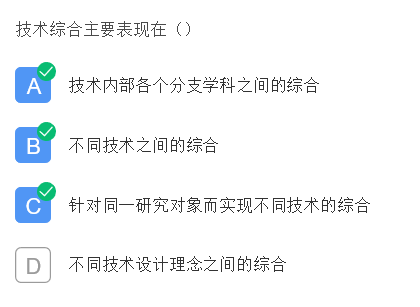 技术综合主要表现在（）
A 技术内部各个分支学科之间的综合
B 不同技术之间的综合
C 针对同一研究对象而实现不同技术的综合
D 不同技术设计理念之间的综合